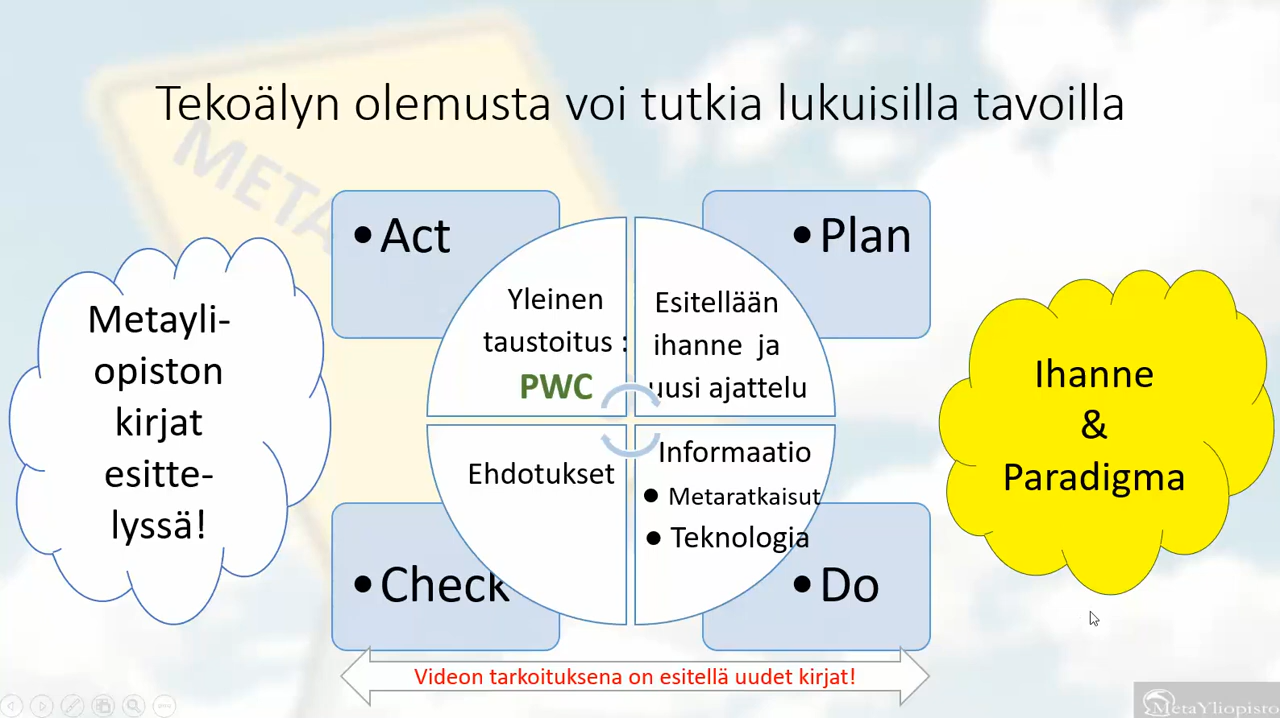 Tekoälyn olemusta voi tutkia lukuisilla tavoilla
META
•Act
•Plan
Yleinen
taustoitus :
PWC
Esitellään
ihanne ja
uusi ajattelu
Metayli-
opiston
kirjat
esitte-
lyssä!
Ihanne
&
Paradigma
Ehdotukset
Informaatio
● Metaratkaisut
● Teknologia
•Check
•Do
Videon tarkoituksena on esitellä uudet kirjat!
MetaYliopisto